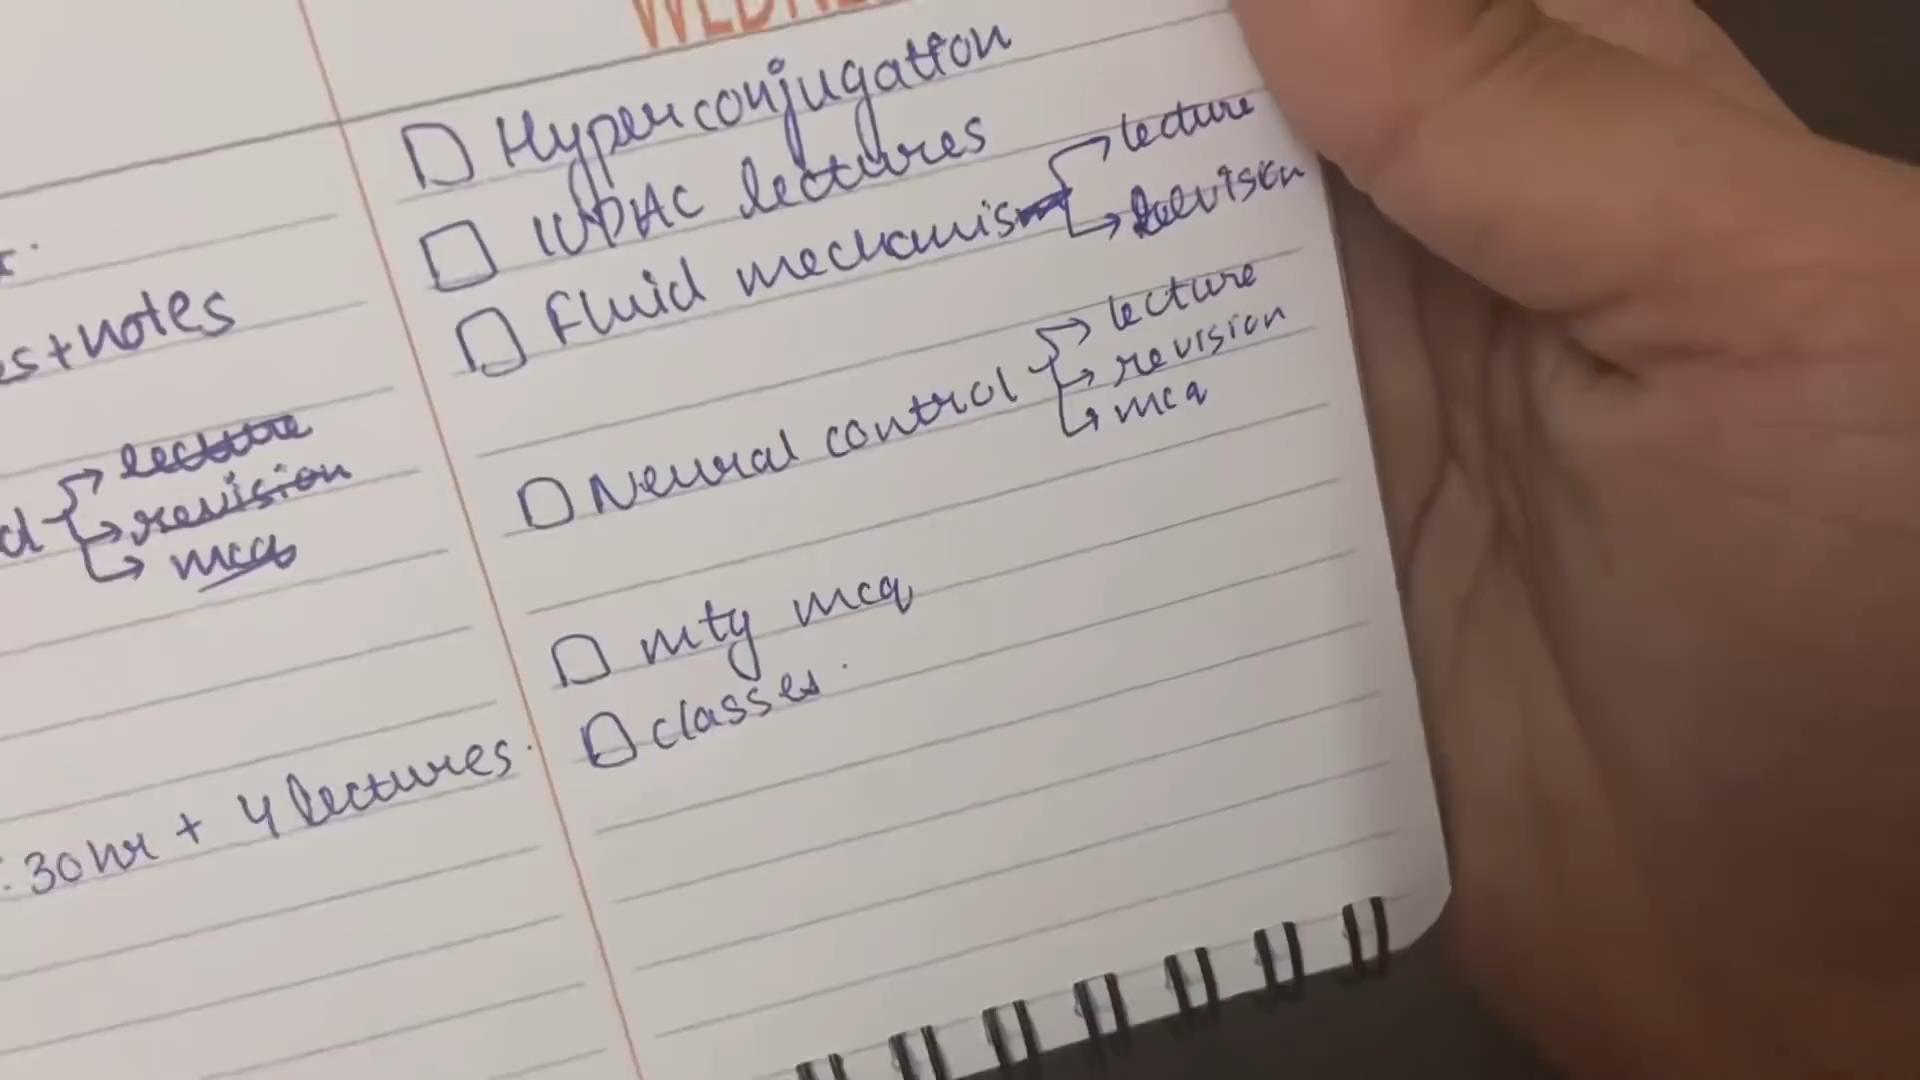 Hyperconjugation
IUPAC lectures
Fluid mechanism
lecture
revision
Neural control
lecture
revision
mcq
mty mcq
classes.
es+notes
lecture
revision
mcq
30 hr + 4 lectures.